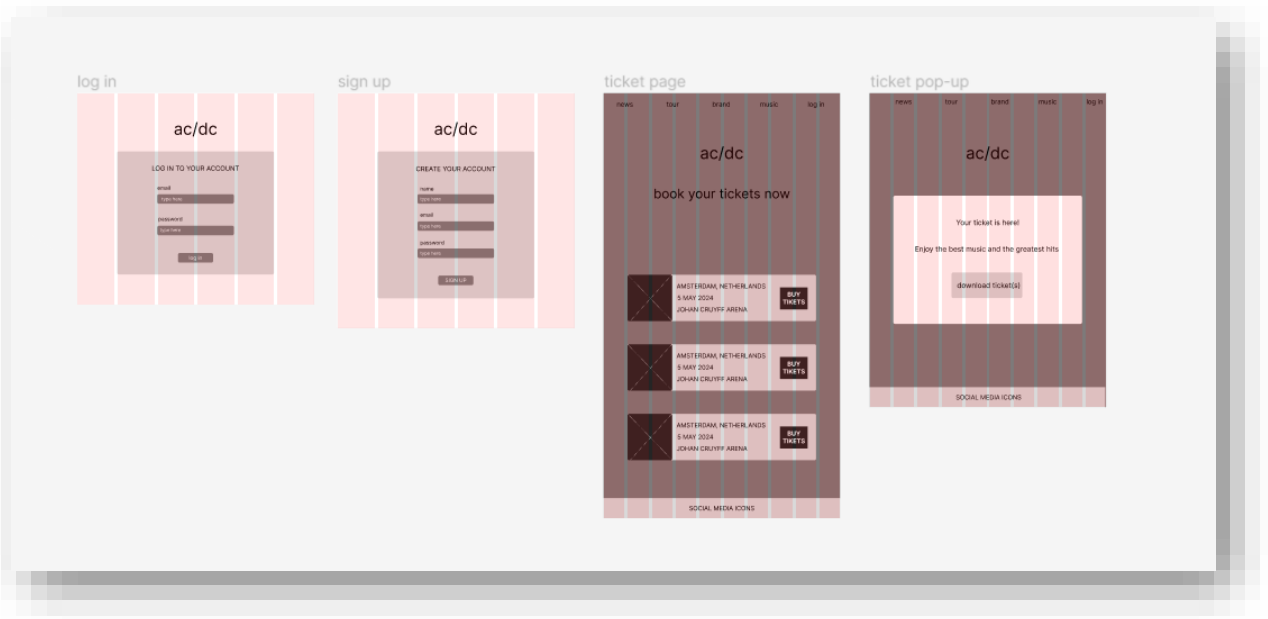 log in
ac/dc
LOG IN TO YOUR ACCOUNT
email
type here
password
type here
log in
sign up
ac/dc
CREATE YOUR ACCOUNT
name
type here
email
type here
password
type here
SIGN UP
ticket page
news tour brand music log in
ac/dc
book your tickets now
AMSTERDAM, NETHERLANDS
5 MAY 2024
JOHAN CRUYFF ARENA
BUY
TIKETS
AMSTERDAM, NETHERLANDS
5 MAY 2024
JOHAN CRUYFF ARENA
BUY
TIKETS
AMSTERDAM, NETHERLANDS
5 MAY 2024
JOHAN CRUYFF ARENA
BUY
TIKETS
SOCIAL MEDIA ICONS
ticket pop-up
news tour brand music log in
ac/dc
Your ticket is here!
Enjoy the best music and the greatest hits
download ticket(s)
SOCIAL MEDIA ICONS